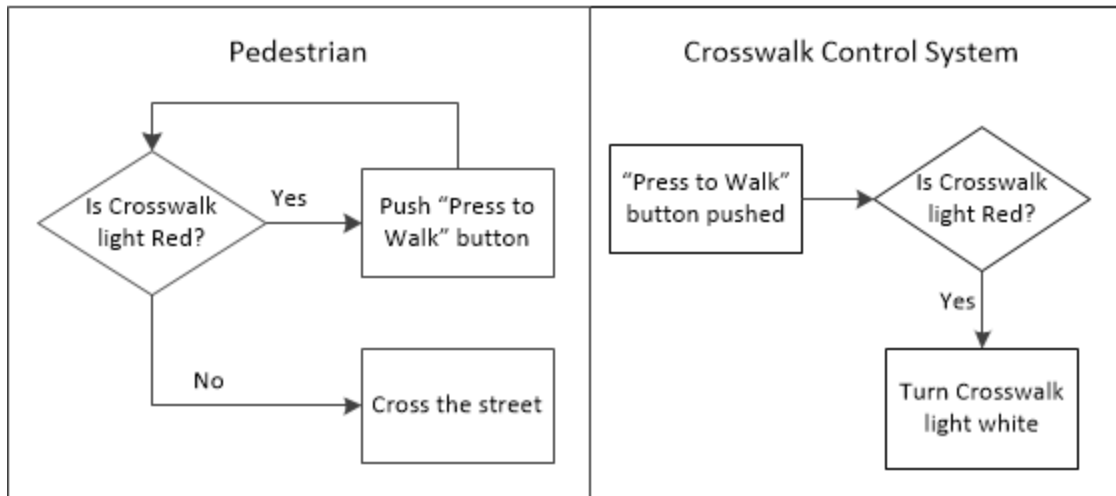 Pedestrian
Is Crosswalk
light Red?
Yes
Push “Press to
Walk” button
No
Cross the street
Crosswalk Control System
“Press to Walk”
button pushed
Is Crosswalk
light Red?
Yes
Turn Crosswalk
light white